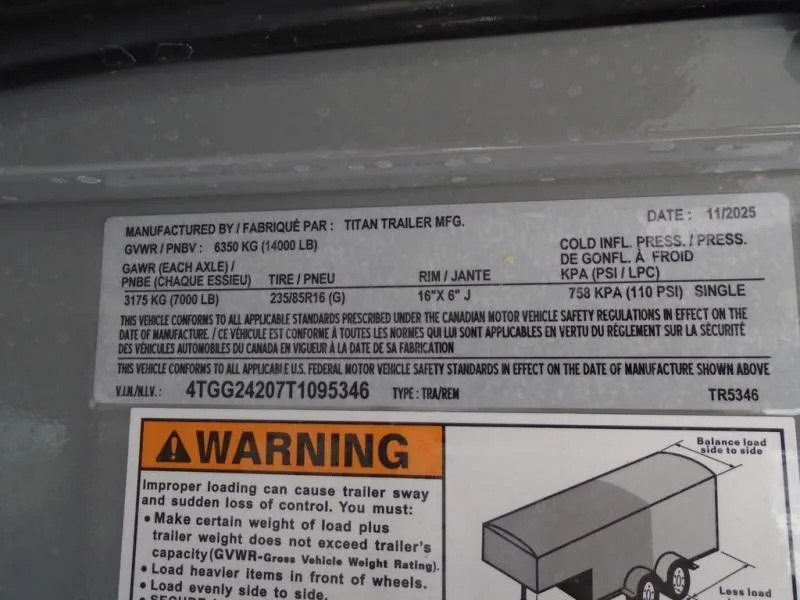 MANUFACTURED BY / FABRIQUÉ PAR : TITAN TRAILER MFG. DATE : 11/2025
GVWR / PNBV : 6350 KG (14000 LB)
COLD INFL. PRESS. / PRESS.
DE GONFL. À FROID
KPA (PSI / LPC)
GAWR (EACH AXLE) /
PNBE (CHAQUE ESSIEU) TIRE / PNEU RIM / JANTE
3175 KG (7000 LB) 235/85R16 (G) 16"X 6" J 758 KPA (110 PSI) SINGLE
THIS VEHICLE CONFORMS TO ALL APPLICABLE STANDARDS PRESCRIBED UNDER THE CANADIAN MOTOR VEHICLE SAFETY REGULATIONS IN EFFECT ON THE
DATE OF MANUFACTURE. / CE VÉHICULE EST CONFORME À TOUTES LES NORMES QUI LUI SONT APPLICABLES EN VERTU DU RÈGLEMENT SUR LA SÉCURITÉ
DES VÉHICULES AUTOMOBILES DU CANADA EN VIGUEUR À LA DATE DE SA FABRICATION
THIS VEHICLE CONFORMS TO ALL APPLICABLE U.S. FEDERAL MOTOR VEHICLE SAFETY STANDARDS IN EFFECT ON THE DATE OF MANUFACTURE SHOWN ABOVE
V.I.N./N.I.V. : 4TGG24207T1095346 TYPE : TRA/REM TR5346
WARNING
Improper loading can cause trailer sway
and sudden loss of control. You must:
• Make certain weight of load plus
trailer weight does not exceed trailer's
capacity (GVWR-Gross Vehicle Weight Rating).
• Load heavier items in front of wheels.
• Load evenly side to side.
Balance load
side to side
Less load